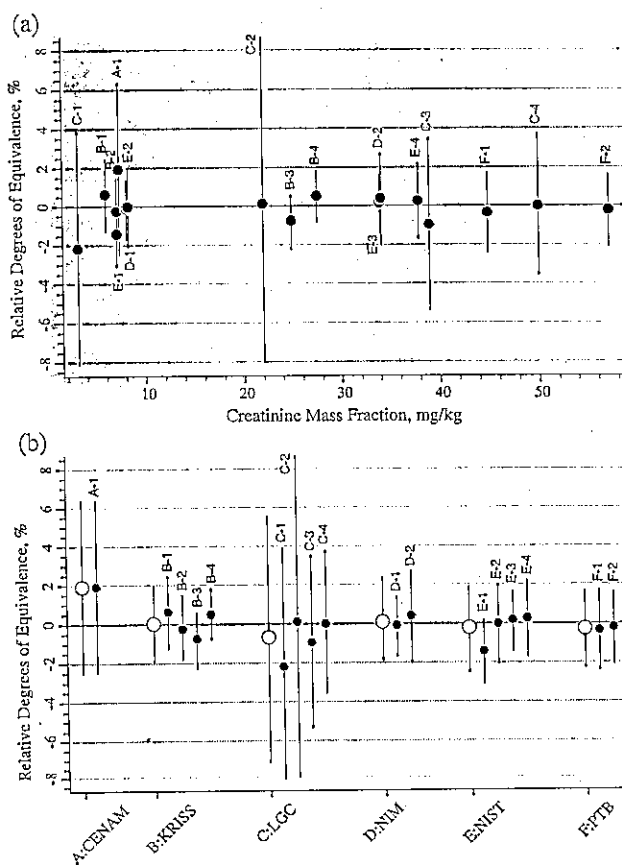 (a)
Relative Degrees of Equivalence, %
8
6
4
2
0
-2
-4
-6
-8
C-1
B-1
A-1
E-2
E-1
D-1
C-2
B-3
B-4
D-2
E-3
E-4
C-3
F-1
C-4
F-2
10
20
30
40
50
Creatinine Mass Fraction, mg/kg
(b)
Relative Degrees of Equivalence, %
8
6
4
2
0
-2
-4
-6
-8
A-1
B-1
B-2
B-3
B-4
C-1
C-2
C-3
C-4
D-1
D-2
E-1
E-2
E-3
E-4
F-1
F-2
A:CENAM
B:KRISS
C:LGC
D:NIM
E:NIST
F:PTB